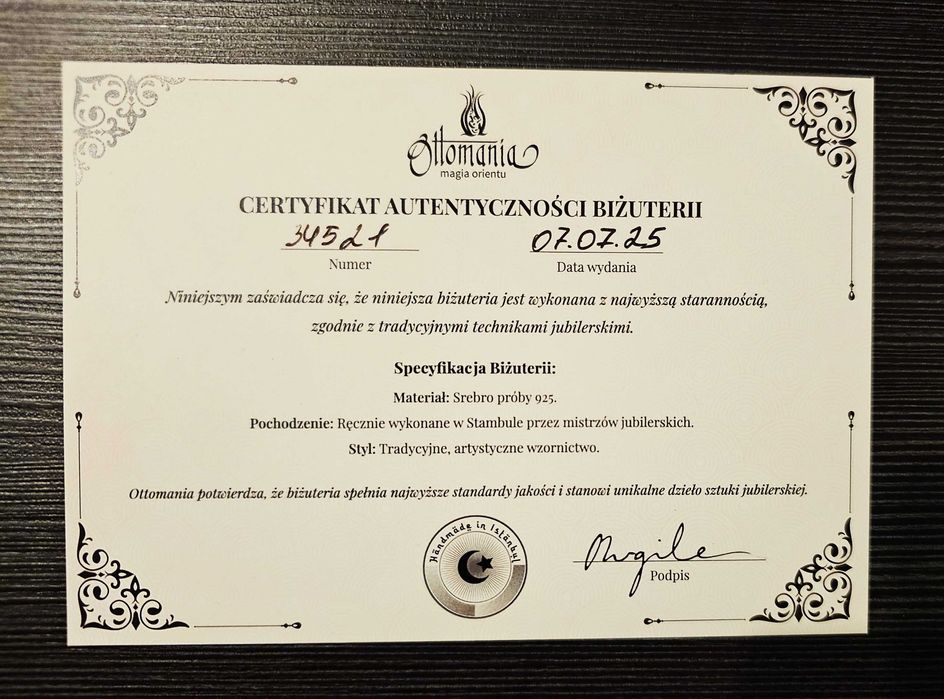 Ottomania
magia orientu
CERTYFIKAT AUTENTYCZNOŚCI BIŻUTERII
34521 07.07.25
Numer Data wydania
Niniejszym zaświadcza się, że niniejsza biżuteria jest wykonana z najwyższą starannością,
zgodnie z tradycyjnymi technikami jubilerskimi.
Specyfikacja Biżuterii:
Materiał: Srebro próby 925.
Pochodzenie: Ręcznie wykonane w Stambule przez mistrzów jubilerskich.
Styl: Tradycyjne, artystyczne wzornictwo.
Ottomania potwierdza, że biżuteria spełnia najwyższe standardy jakości i stanowi unikalne dzieło sztuki jubilerskiej.
Handmade in Istanbul
Podpis